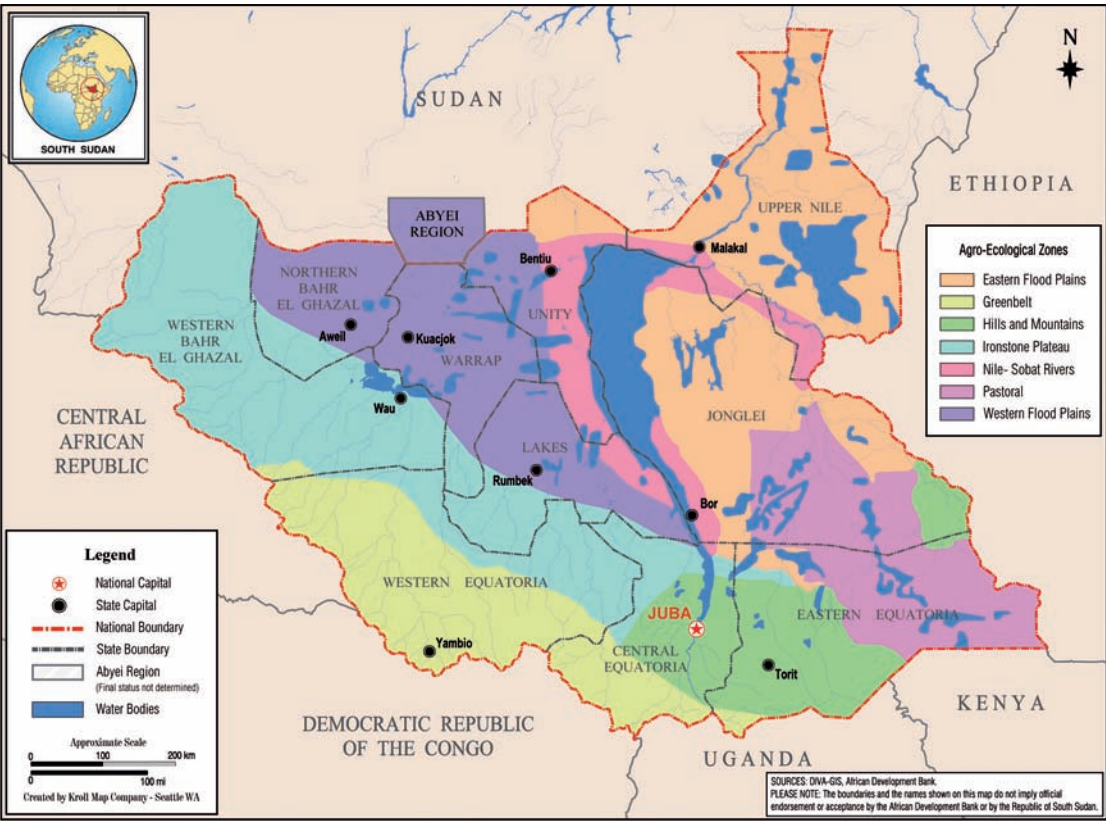 SOUTH SUDAN
SUDAN
N
ETHIOPIA
ABYEI
REGION
UPPER NILE
Malakal
Bentiu
NORTHERN
BAHR
EL GHAZAL
UNITY
Aweil
Kuacjok
WARRAP
WESTERN
BAHR
EL GHAZAL
Wau
JONGLEI
CENTRAL
AFRICAN
REPUBLIC
LAKES
Rumbek
Bor
WESTERN EQUATORIA
JUBA
EASTERN EQUATORIA
Yambio
CENTRAL
EQUATORIA
Torit
DEMOCRATIC REPUBLIC
OF THE CONGO
UGANDA
KENYA
Agro-Ecological Zones
Eastern Flood Plains
Greenbelt
Hills and Mountains
Ironstone Plateau
Nile- Sobat Rivers
Pastoral
Western Flood Plains
Legend
National Capital
State Capital
National Boundary
State Boundary
Abyei Region
(Final status not determined)
Water Bodies
Approximate Scale
0 100 200 km
0 100 mi
Created by Kroll Map Company - Seattle WA
SOURCES: DIVA-GIS, African Development Bank.
PLEASE NOTE: The boundaries and the names shown on this map do not imply official
endorsement or acceptance by the African Development Bank or by the Republic of South Sudan.